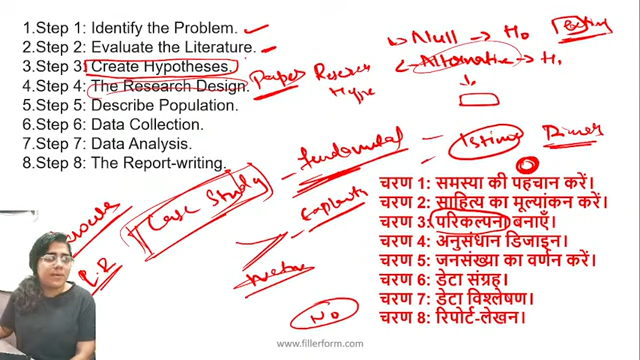 1.Step 1: Identify the Problem.
2.Step 2: Evaluate the Literature.
3.Step 3: Create Hypotheses.
4.Step 4: The Research Design.
5.Step 5: Describe Population.
6.Step 6: Data Collection.
7.Step 7: Data Analysis.
8.Step 8: The Report-writing.
Null → H₀
Alternative → H₁
Case Study
Fundamental
No
चरण 1: समस्या की पहचान करें।
चरण 2: साहित्य का मूल्यांकन करें।
चरण 3: परिकल्पना बनाएँ।
चरण 4: अनुसंधान डिजाइन।
चरण 5: जनसंख्या का वर्णन करें।
चरण 6: डेटा संग्रह।
चरण 7: डेटा विश्लेषण।
चरण 8: रिपोर्ट-लेखन।
www.fillerform.com